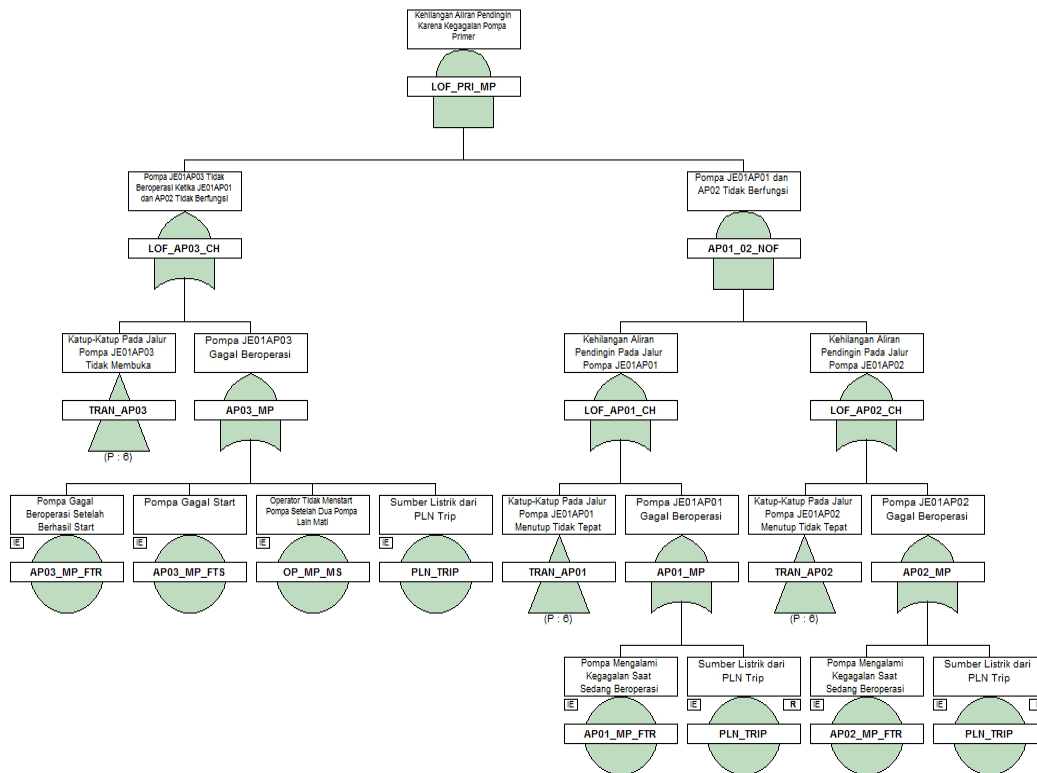 Kehilangan Aliran Pendingin
Karena Kegagalan Pompa
Primer
LOF_PRI_MP
Pompa JE01AP03 Tidak
Beroperasi Ketika JE01AP01
dan AP02 Tidak Berfungsi
LOF_AP03_CH
Pompa JE01AP01 dan
AP02 Tidak Berfungsi
AP01_02_NOF
Katup-Katup Pada Jalur
Pompa JE01AP03
Tidak Membuka
TRAN_AP03
(P : 6)
Pompa JE01AP03
Gagal Beroperasi
AP03_MP
Kehilangan Aliran
Pendingin Pada Jalur
Pompa JE01AP01
LOF_AP01_CH
Kehilangan Aliran
Pendingin Pada Jalur
Pompa JE01AP02
LOF_AP02_CH
Pompa Gagal
Beroperasi Setelah
Berhasil Start
IE
AP03_MP_FTR
Pompa Gagal Start
IE
AP03_MP_FTS
Operator Tidak Menstart
Pompa Setelah Dua Pompa
Lain Mati
IE
OP_MP_MS
Sumber Listrik dari
PLN Trip
IE
PLN_TRIP
Katup-Katup Pada Jalur
Pompa JE01AP01
Menutup Tidak Tepat
TRAN_AP01
(P : 6)
Pompa JE01AP01
Gagal Beroperasi
AP01_MP
Katup-Katup Pada Jalur
Pompa JE01AP02
Menutup Tidak Tepat
TRAN_AP02
(P : 6)
Pompa JE01AP02
Gagal Beroperasi
AP02_MP
Pompa Mengalami
Kegagalan Saat
Sedang Beroperasi
IE
AP01_MP_FTR
Sumber Listrik dari
PLN Trip
IE
R
PLN_TRIP
Pompa Mengalami
Kegagalan Saat
Sedang Beroperasi
IE
AP02_MP_FTR
Sumber Listrik dari
PLN Trip
IE
PLN_TRIP